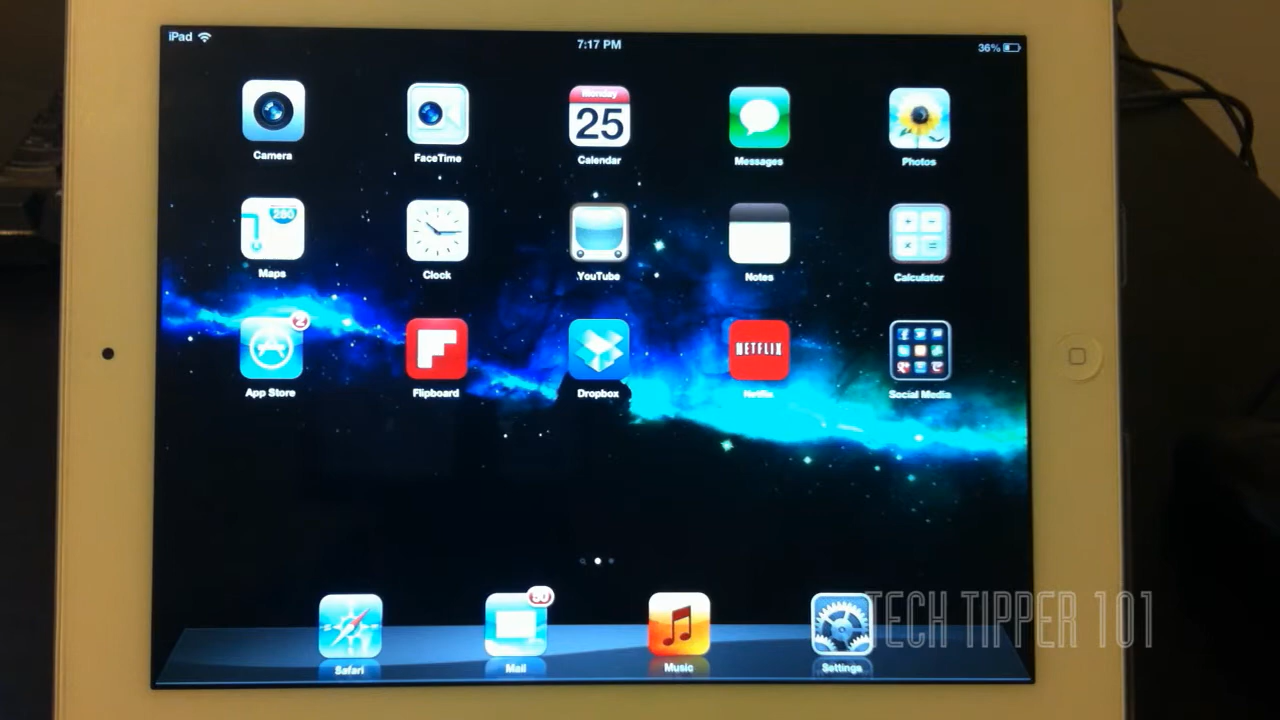 iPad
7:17 PM
36%
Monday
25
Camera
FaceTime
Calendar
Messages
Photos
280
Maps
Clock
YouTube
Notes
Calculator
2
NETFLIX
App Store
Flipboard
Dropbox
Netflix
Social Media
50
TECH TIPPER 101
Safari
Mail
Music
Settings